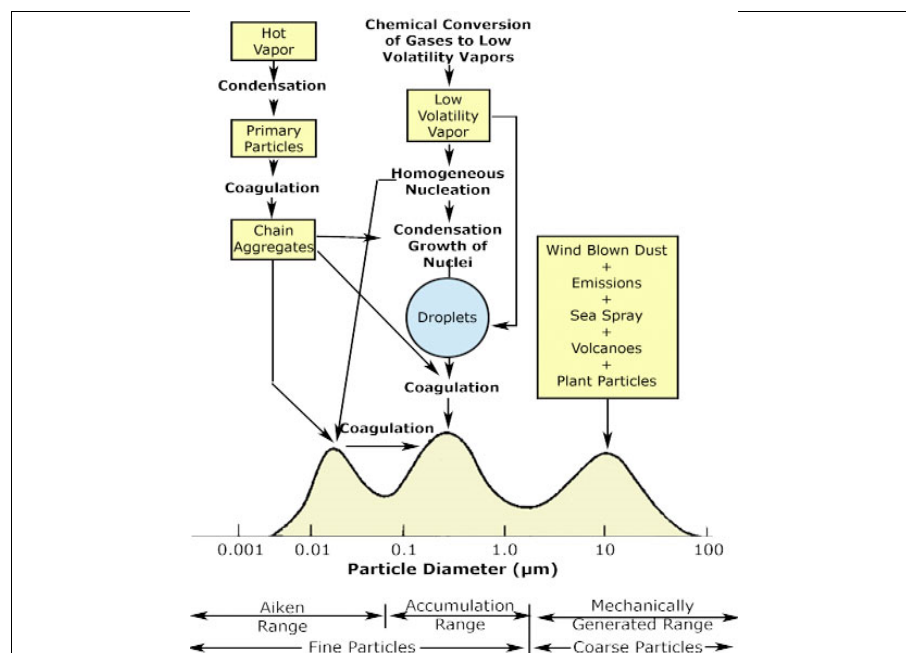 Hot
Vapor
Condensation
Primary
Particles
Coagulation
Chain
Aggregates
Chemical Conversion
of Gases to Low
Volatility Vapors
Low
Volatility
Vapor
Homogeneous
Nucleation
Condensation
Growth of
Nuclei
Droplets
Coagulation
Coagulation
Wind Blown Dust
+
Emissions
+
Sea Spray
+
Volcanoes
+
Plant Particles
0.001 0.01 0.1 1.0 10 100
Particle Diameter (µm)
Aiken
Range
Accumulation
Range
Mechanically
Generated Range
Fine Particles
Coarse Particles